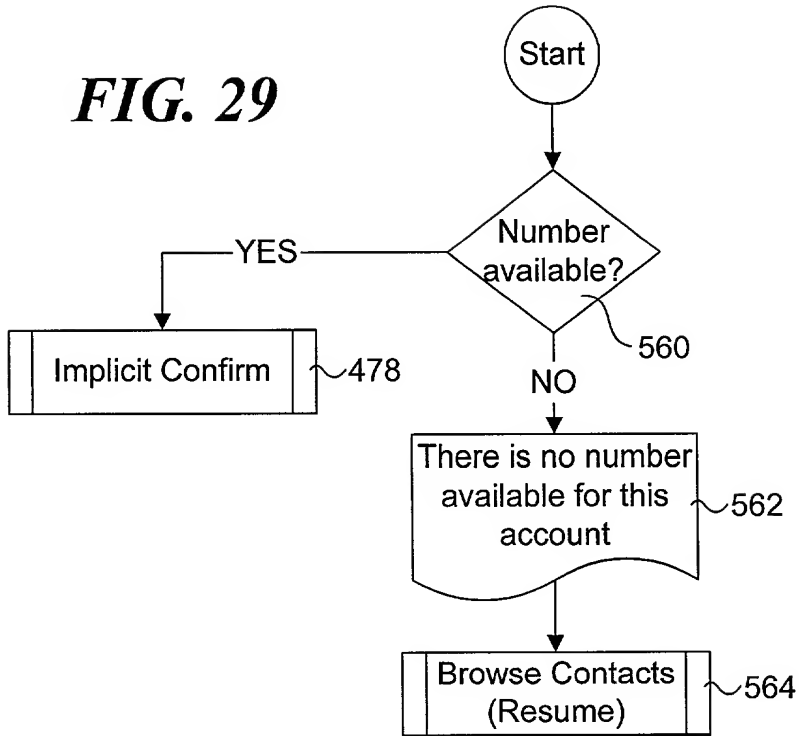 Start
FIG. 29
Number
available?
YES
560
Implicit Confirm
478
NO
There is no number
available for this
account
562
Browse Contacts
(Resume)
564